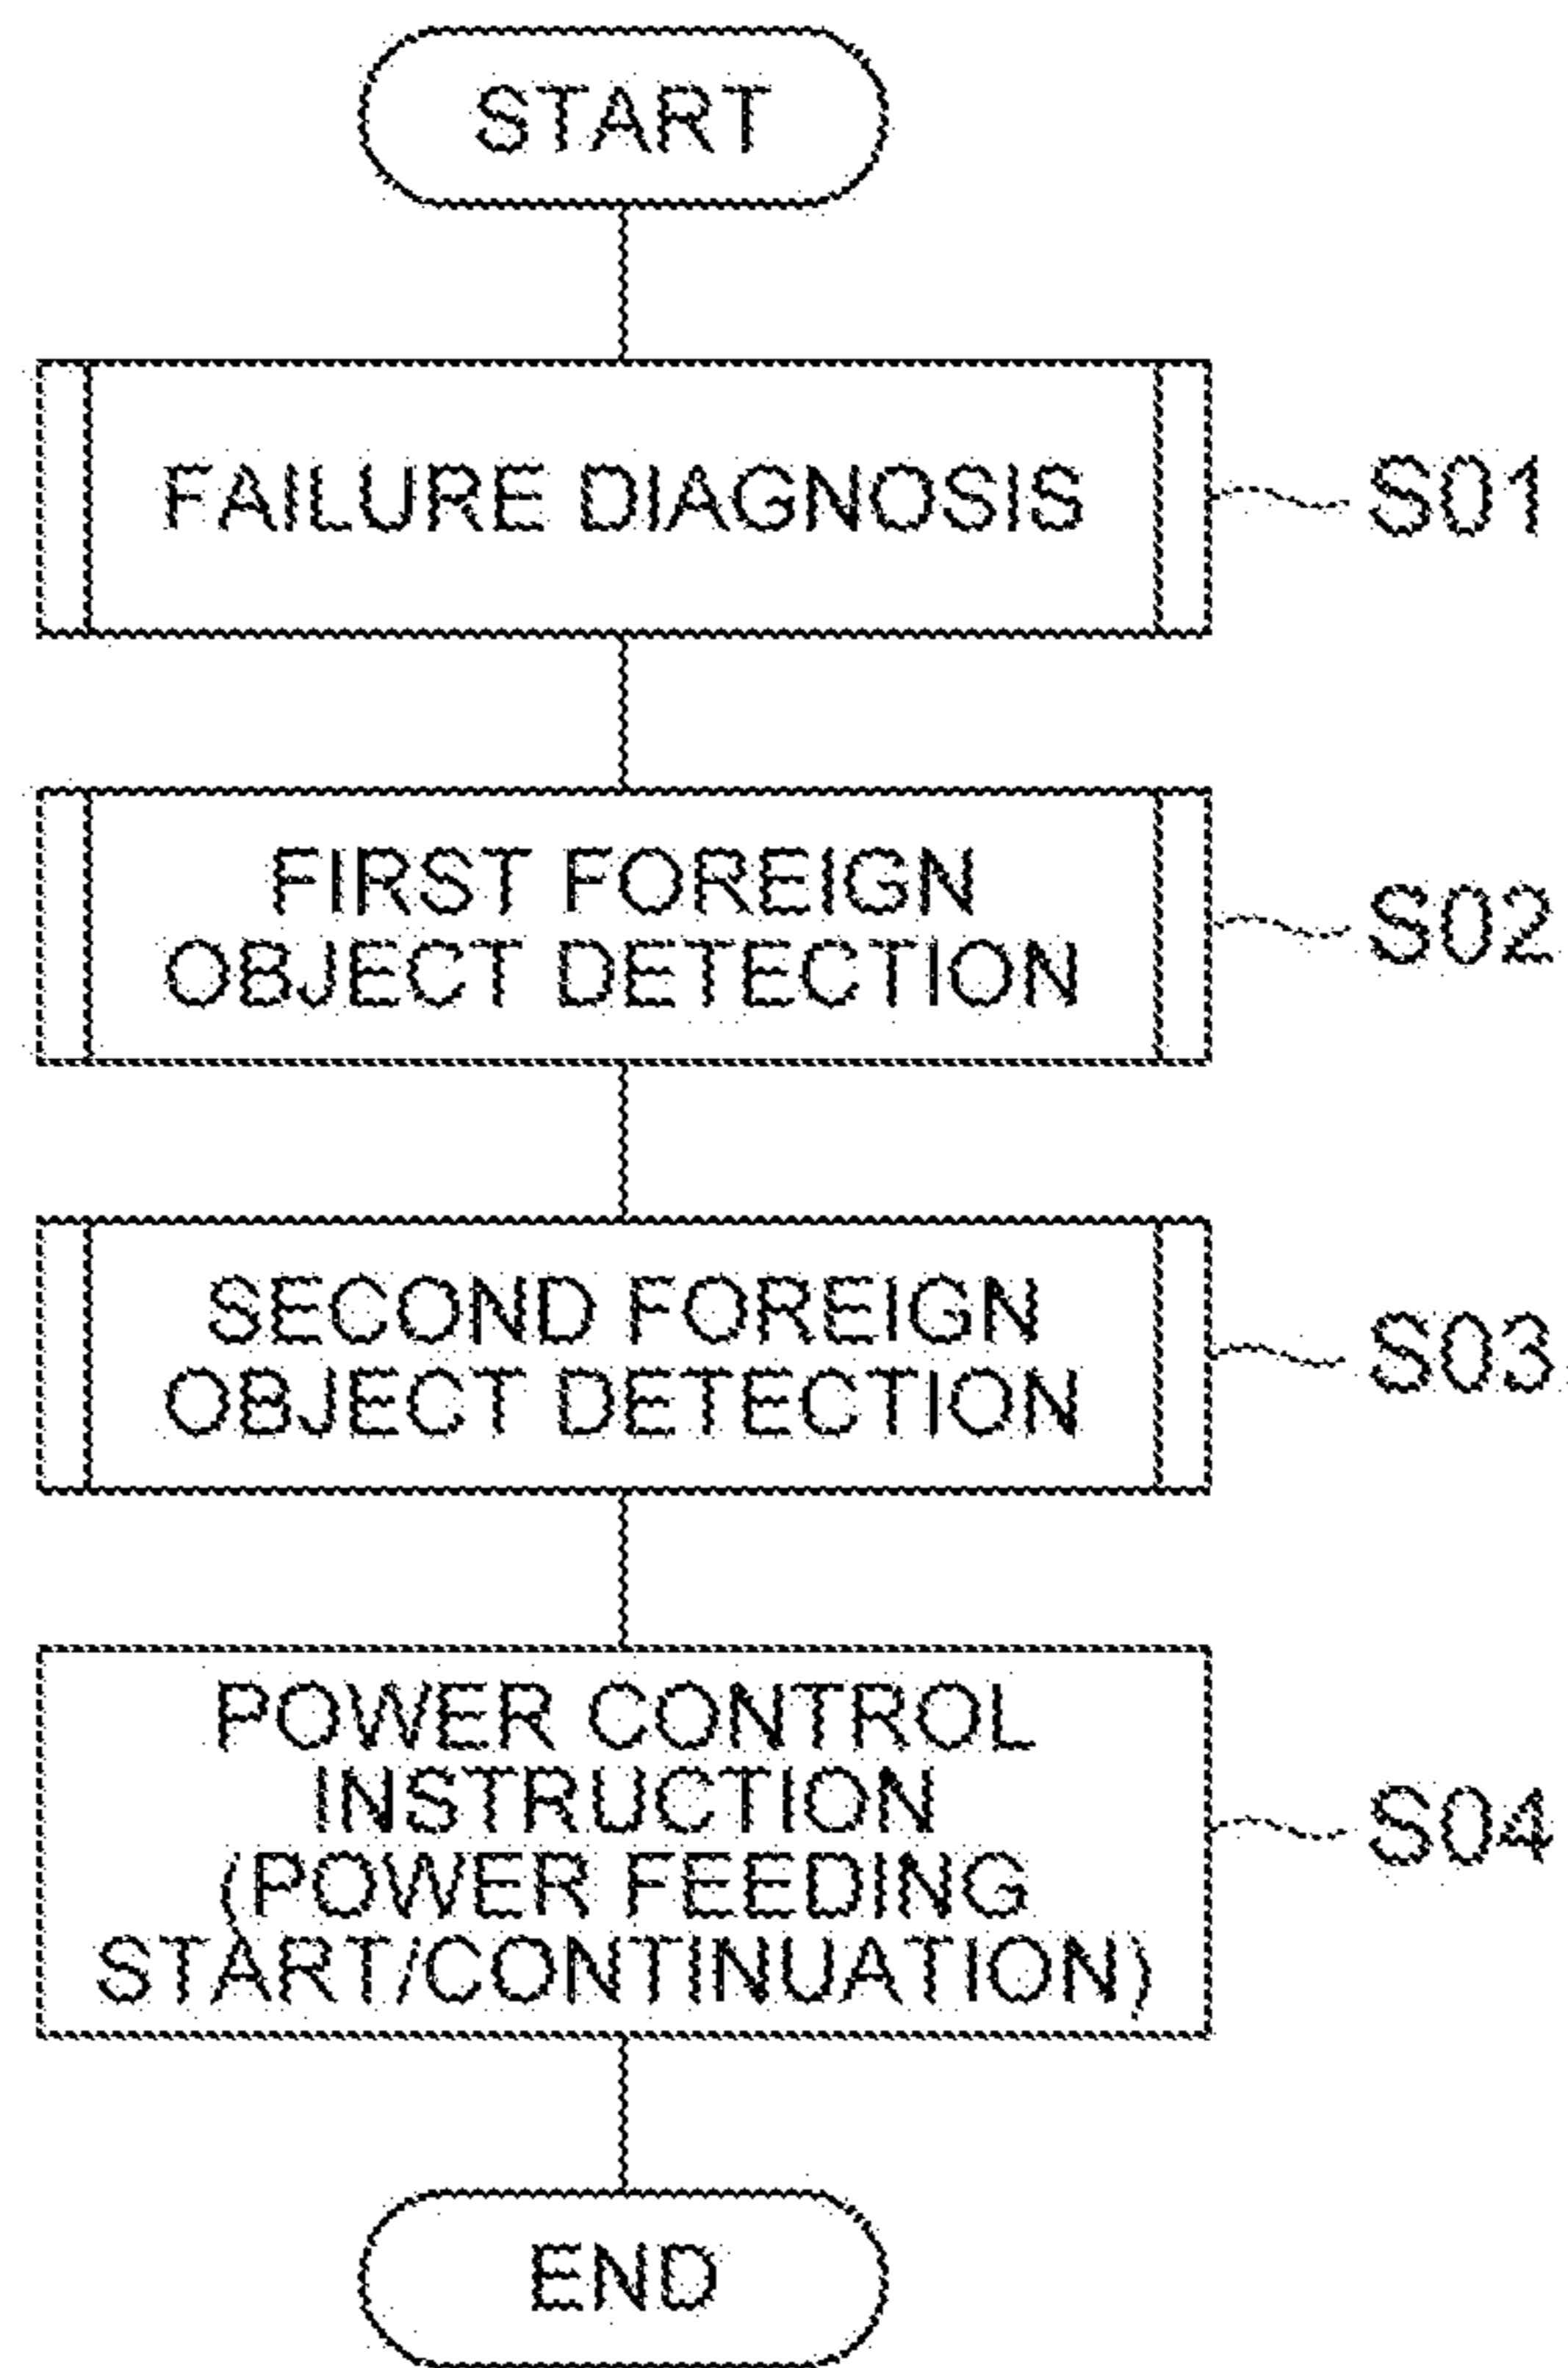 START
FAILURE DIAGNOSIS
S01
FIRST FOREIGN
OBJECT DETECTION
S02
SECOND FOREIGN
OBJECT DETECTION
S03
POWER CONTROL
INSTRUCTION
(POWER FEEDING
START/CONTINUATION)
S04
END